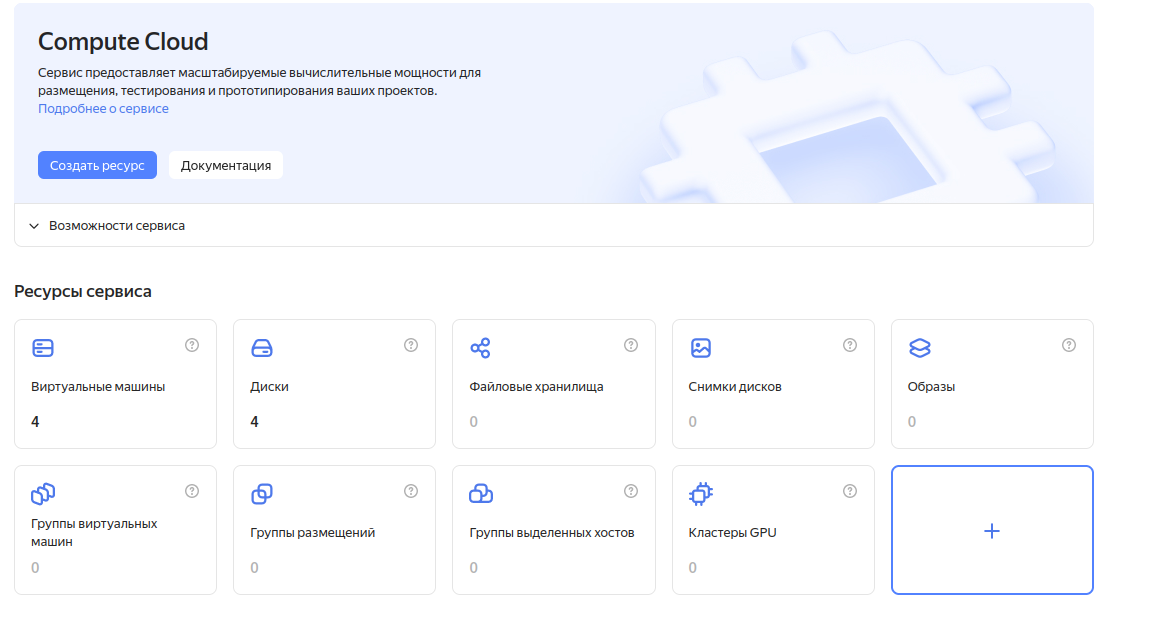 Compute Cloud
Сервис предоставляет масштабируемые вычислительные мощности для
размещения, тестирования и прототипирования ваших проектов.
Подробнее о сервисе
Создать ресурс
Документация
Возможности сервиса
Ресурсы сервиса
Виртуальные машины
4
Диски
4
Файловые хранилища
0
Снимки дисков
0
Образы
0
Группы виртуальных
машин
0
Группы размещений
0
Группы выделенных хостов
0
Кластеры GPU
0